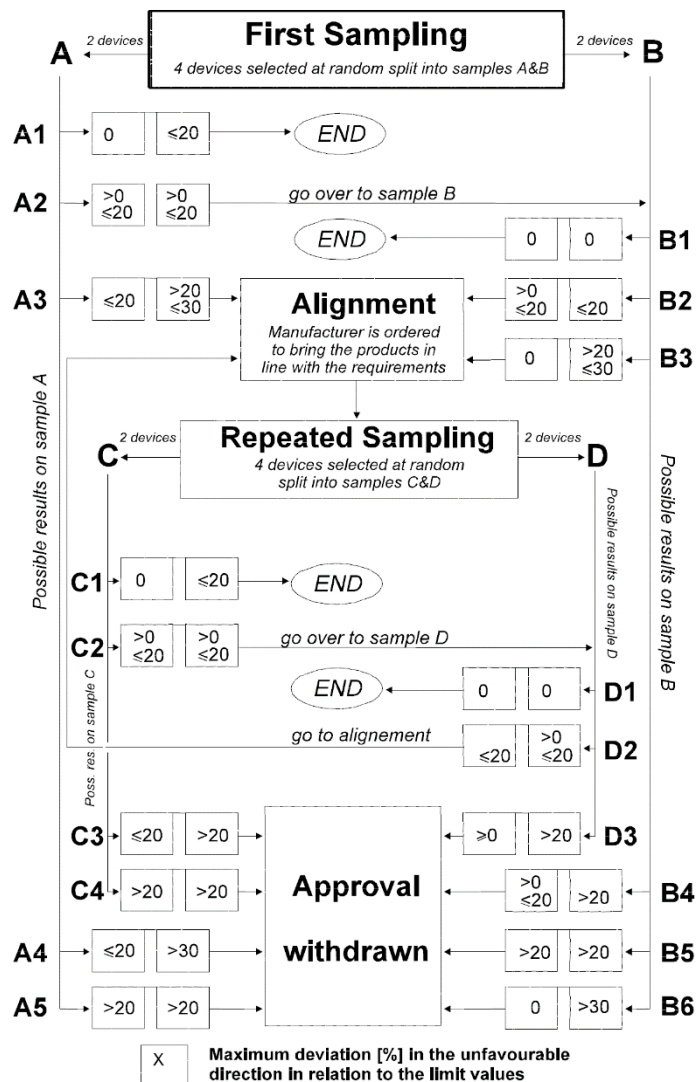 First Sampling
4 devices selected at random split into samples A&B
2 devices
2 devices
A
B
A1
0
≤20
END
A2
>0
≤20
>0
≤20
go over to sample B
END
0
0
B1
A3
≤20
>20
≤30
Alignment
Manufacturer is ordered
to bring the products in
line with the requirements
>0
≤20
≤20
B2
0
>20
≤30
B3
Possible results on sample A
Possible results on sample B
2 devices
Repeated Sampling
4 devices selected at random
split into samples C&D
2 devices
C
D
Poss. res. on sample C
Possible results on sample D
C1
0
≤20
END
C2
>0
≤20
>0
≤20
go over to sample D
END
0
0
D1
go to alignement
≤20
>0
≤20
D2
C3
≤20
>20
≥0
>20
D3
C4
>20
>20
Approval
withdrawn
>0
≤20
>20
B4
A4
≤20
>30
>20
>20
B5
A5
>20
>20
0
>30
B6
X
Maximum deviation [%] in the unfavourable
direction in relation to the limit values